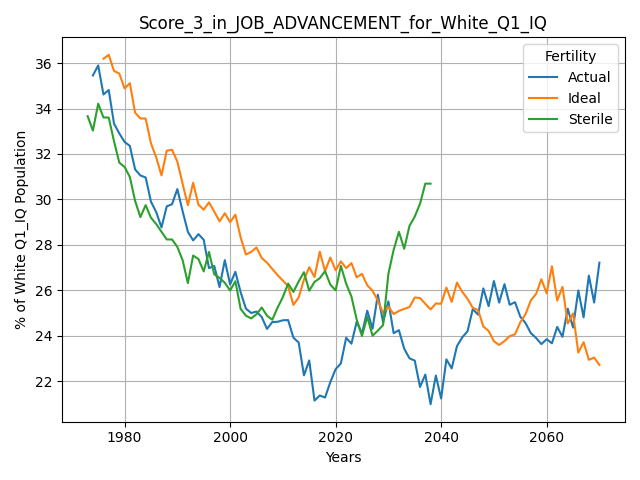 Score_3_in_JOB_ADVANCEMENT_for_White_Q1_IQ
Fertility
Actual
Ideal
Sterile
% of White Q1_IQ Population
36
34
32
30
28
26
24
22
1980
2000
2020
2040
2060
Years